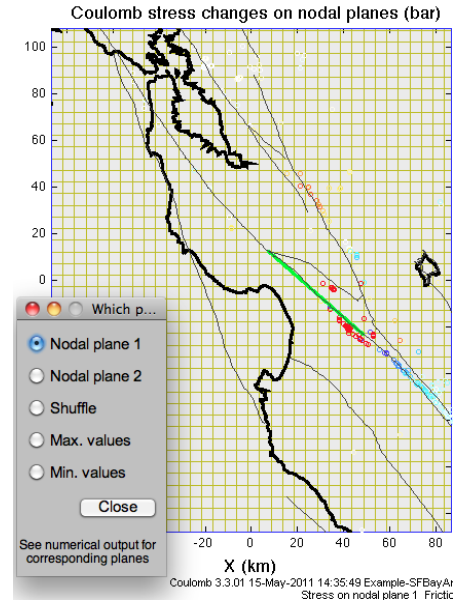 Coulomb stress changes on nodal planes (bar)
100
80
60
40
20
0
Which p...
Nodal plane 1
Nodal plane 2
Shuffle
Max. values
Min. values
Close
See numerical output for
corresponding planes
-20 0 20 40 60 80
X (km)
Coulomb 3.3.01 15-May-2011 14:35:49 Example-SFBayAr
Stress on nodal plane 1 Frictio